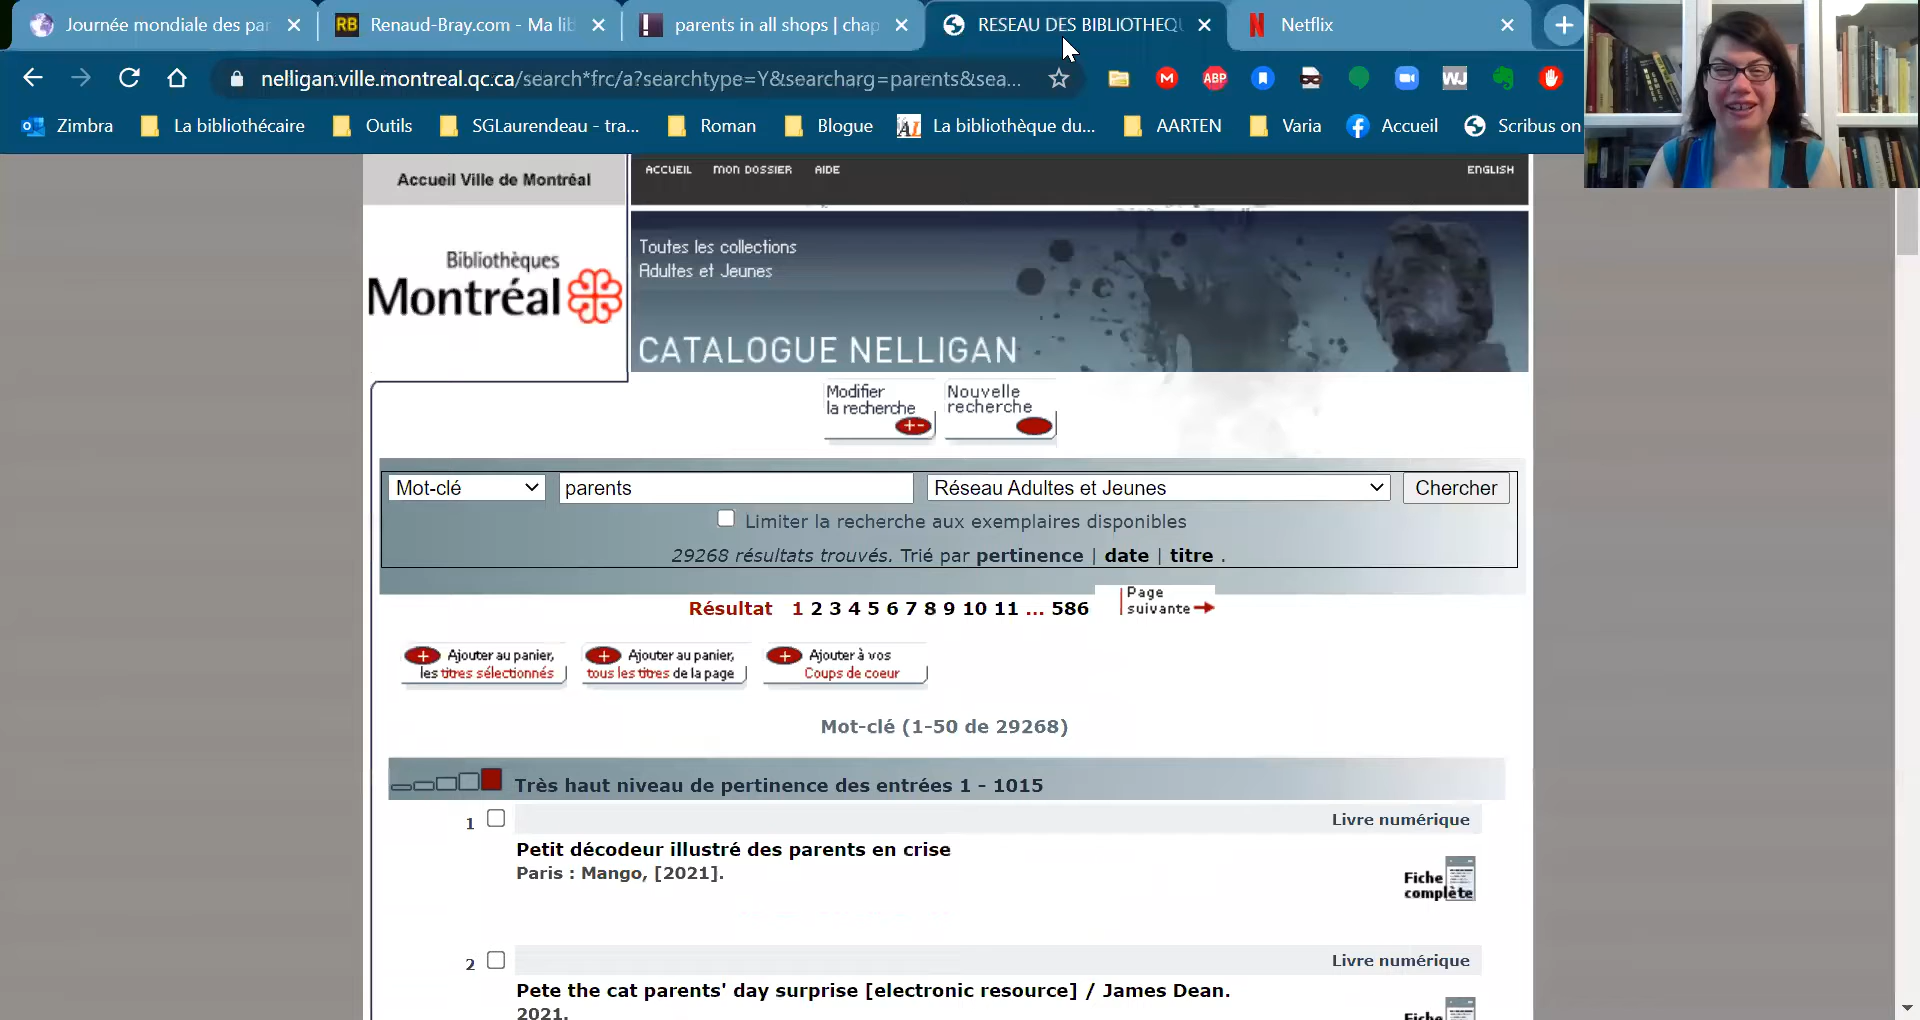 Journée mondiale des par
RB Renaud-Bray.com - Ma lib
parents in all shops | chap
RESEAU DES BIBLIOTHEQU
Netflix
nelligan.ville.montreal.qc.ca/search*frc/a?searchtype=Y&searcharg=parents&sea...
ABP
WJ
Zimbra
La bibliothécaire
Outils
SGLaurendeau - tra...
Roman
Blogue
La bibliothèque du...
AARTEN
Varia
Accueil
Scribus on
Accueil Ville de Montréal
ACCUEIL MON DOSSIER AIDE ENGLISH
Bibliothèques
Montréal
Toutes les collections
Adultes et Jeunes
CATALOGUE NELLIGAN
Modifier
la recherche
Nouvelle
recherche
Mot-clé parents Réseau Adultes et Jeunes Chercher
Limiter la recherche aux exemplaires disponibles
29268 résultats trouvés. Trié par pertinence | date | titre .
Résultat 1 2 3 4 5 6 7 8 9 10 11 ... 586
Page
suivante
Ajouter au panier,
les titres sélectionnés
Ajouter au panier,
tous les titres de la page
Ajouter à vos
Coups de coeur
Mot-clé (1-50 de 29268)
Très haut niveau de pertinence des entrées 1 - 1015
1 Livre numérique
Petit décodeur illustré des parents en crise
Paris : Mango, [2021].
Fiche
complète
2 Livre numérique
Pete the cat parents' day surprise [electronic resource] / James Dean.
2021.
Fiche